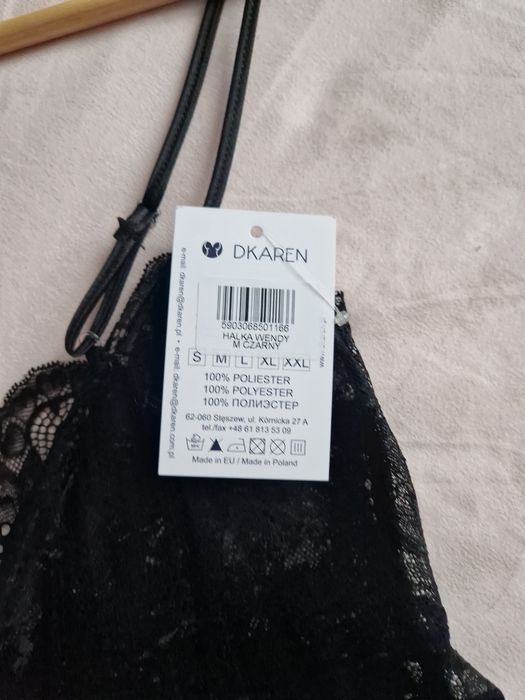 DKAREN
5903068501166
HALKA WENDY
M CZARNY
S M L XL XXL
100% POLIESTER
100% POLYESTER
100% ПОЛИЭСТЕР
62-060 Stęszew, ul. Kórnicka 27 A
tel./fax +48 61 813 53 09
Made in EU / Made in Poland
e-mail: dkaren@dkaren.pl • e-mail: dkaren@dkaren.com.pl